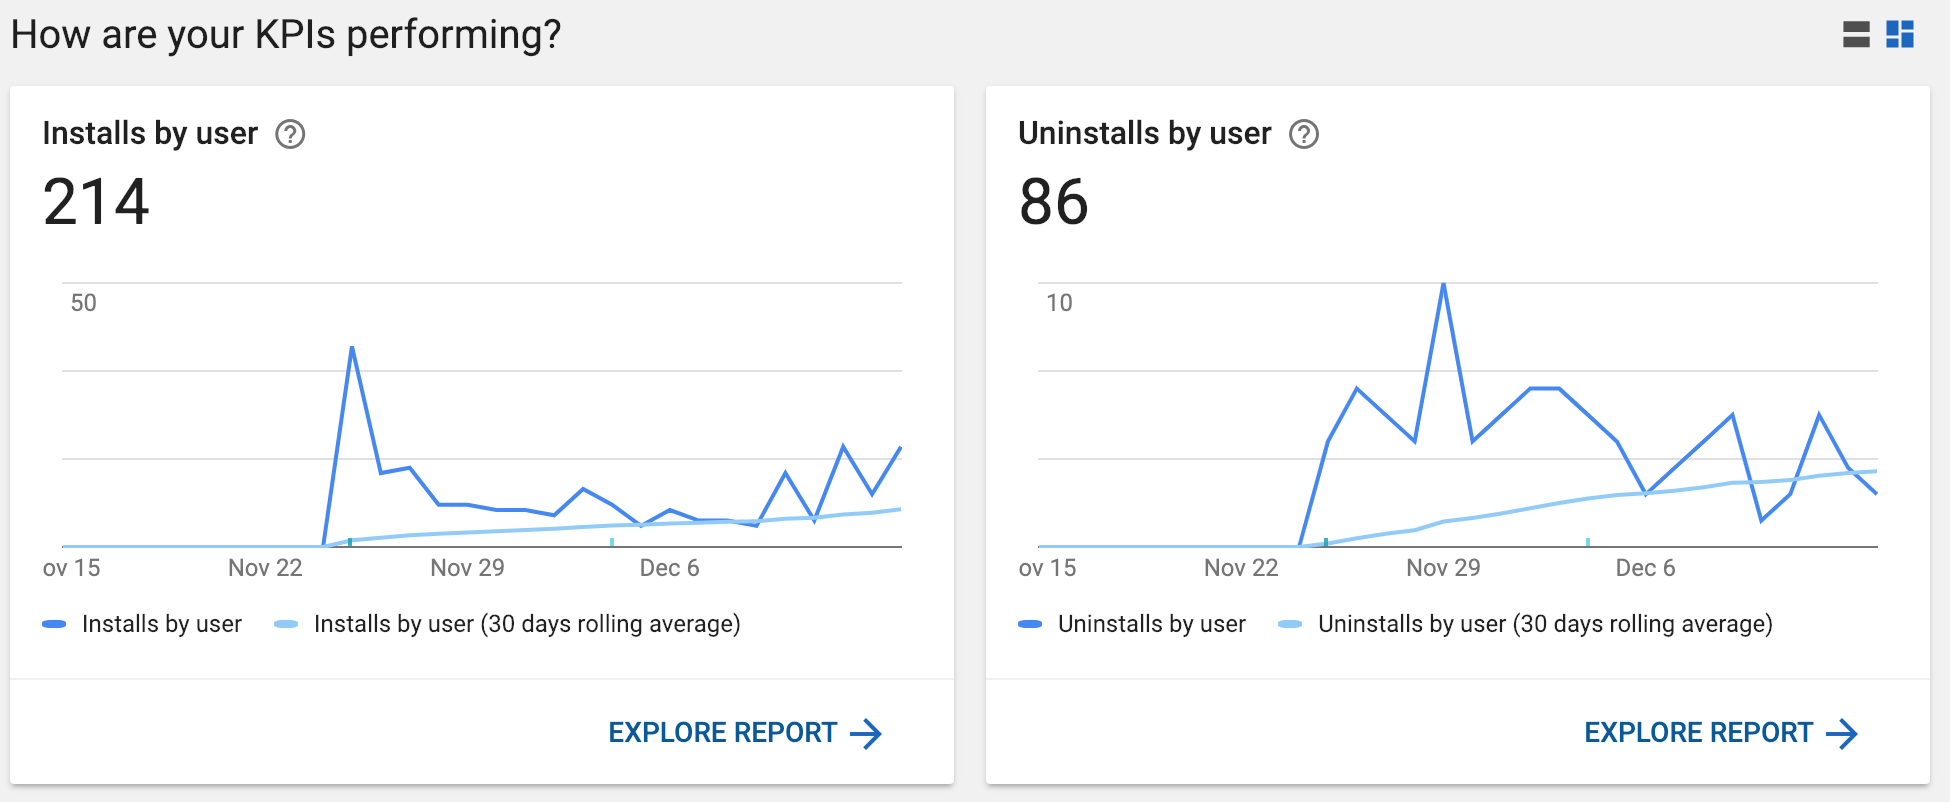 How are your KPIs performing?
Installs by user ?
214
50
ov 15 Nov 22 Nov 29 Dec 6
Installs by user Installs by user (30 days rolling average)
EXPLORE REPORT
Uninstalls by user ?
86
10
ov 15 Nov 22 Nov 29 Dec 6
Uninstalls by user Uninstalls by user (30 days rolling average)
EXPLORE REPORT